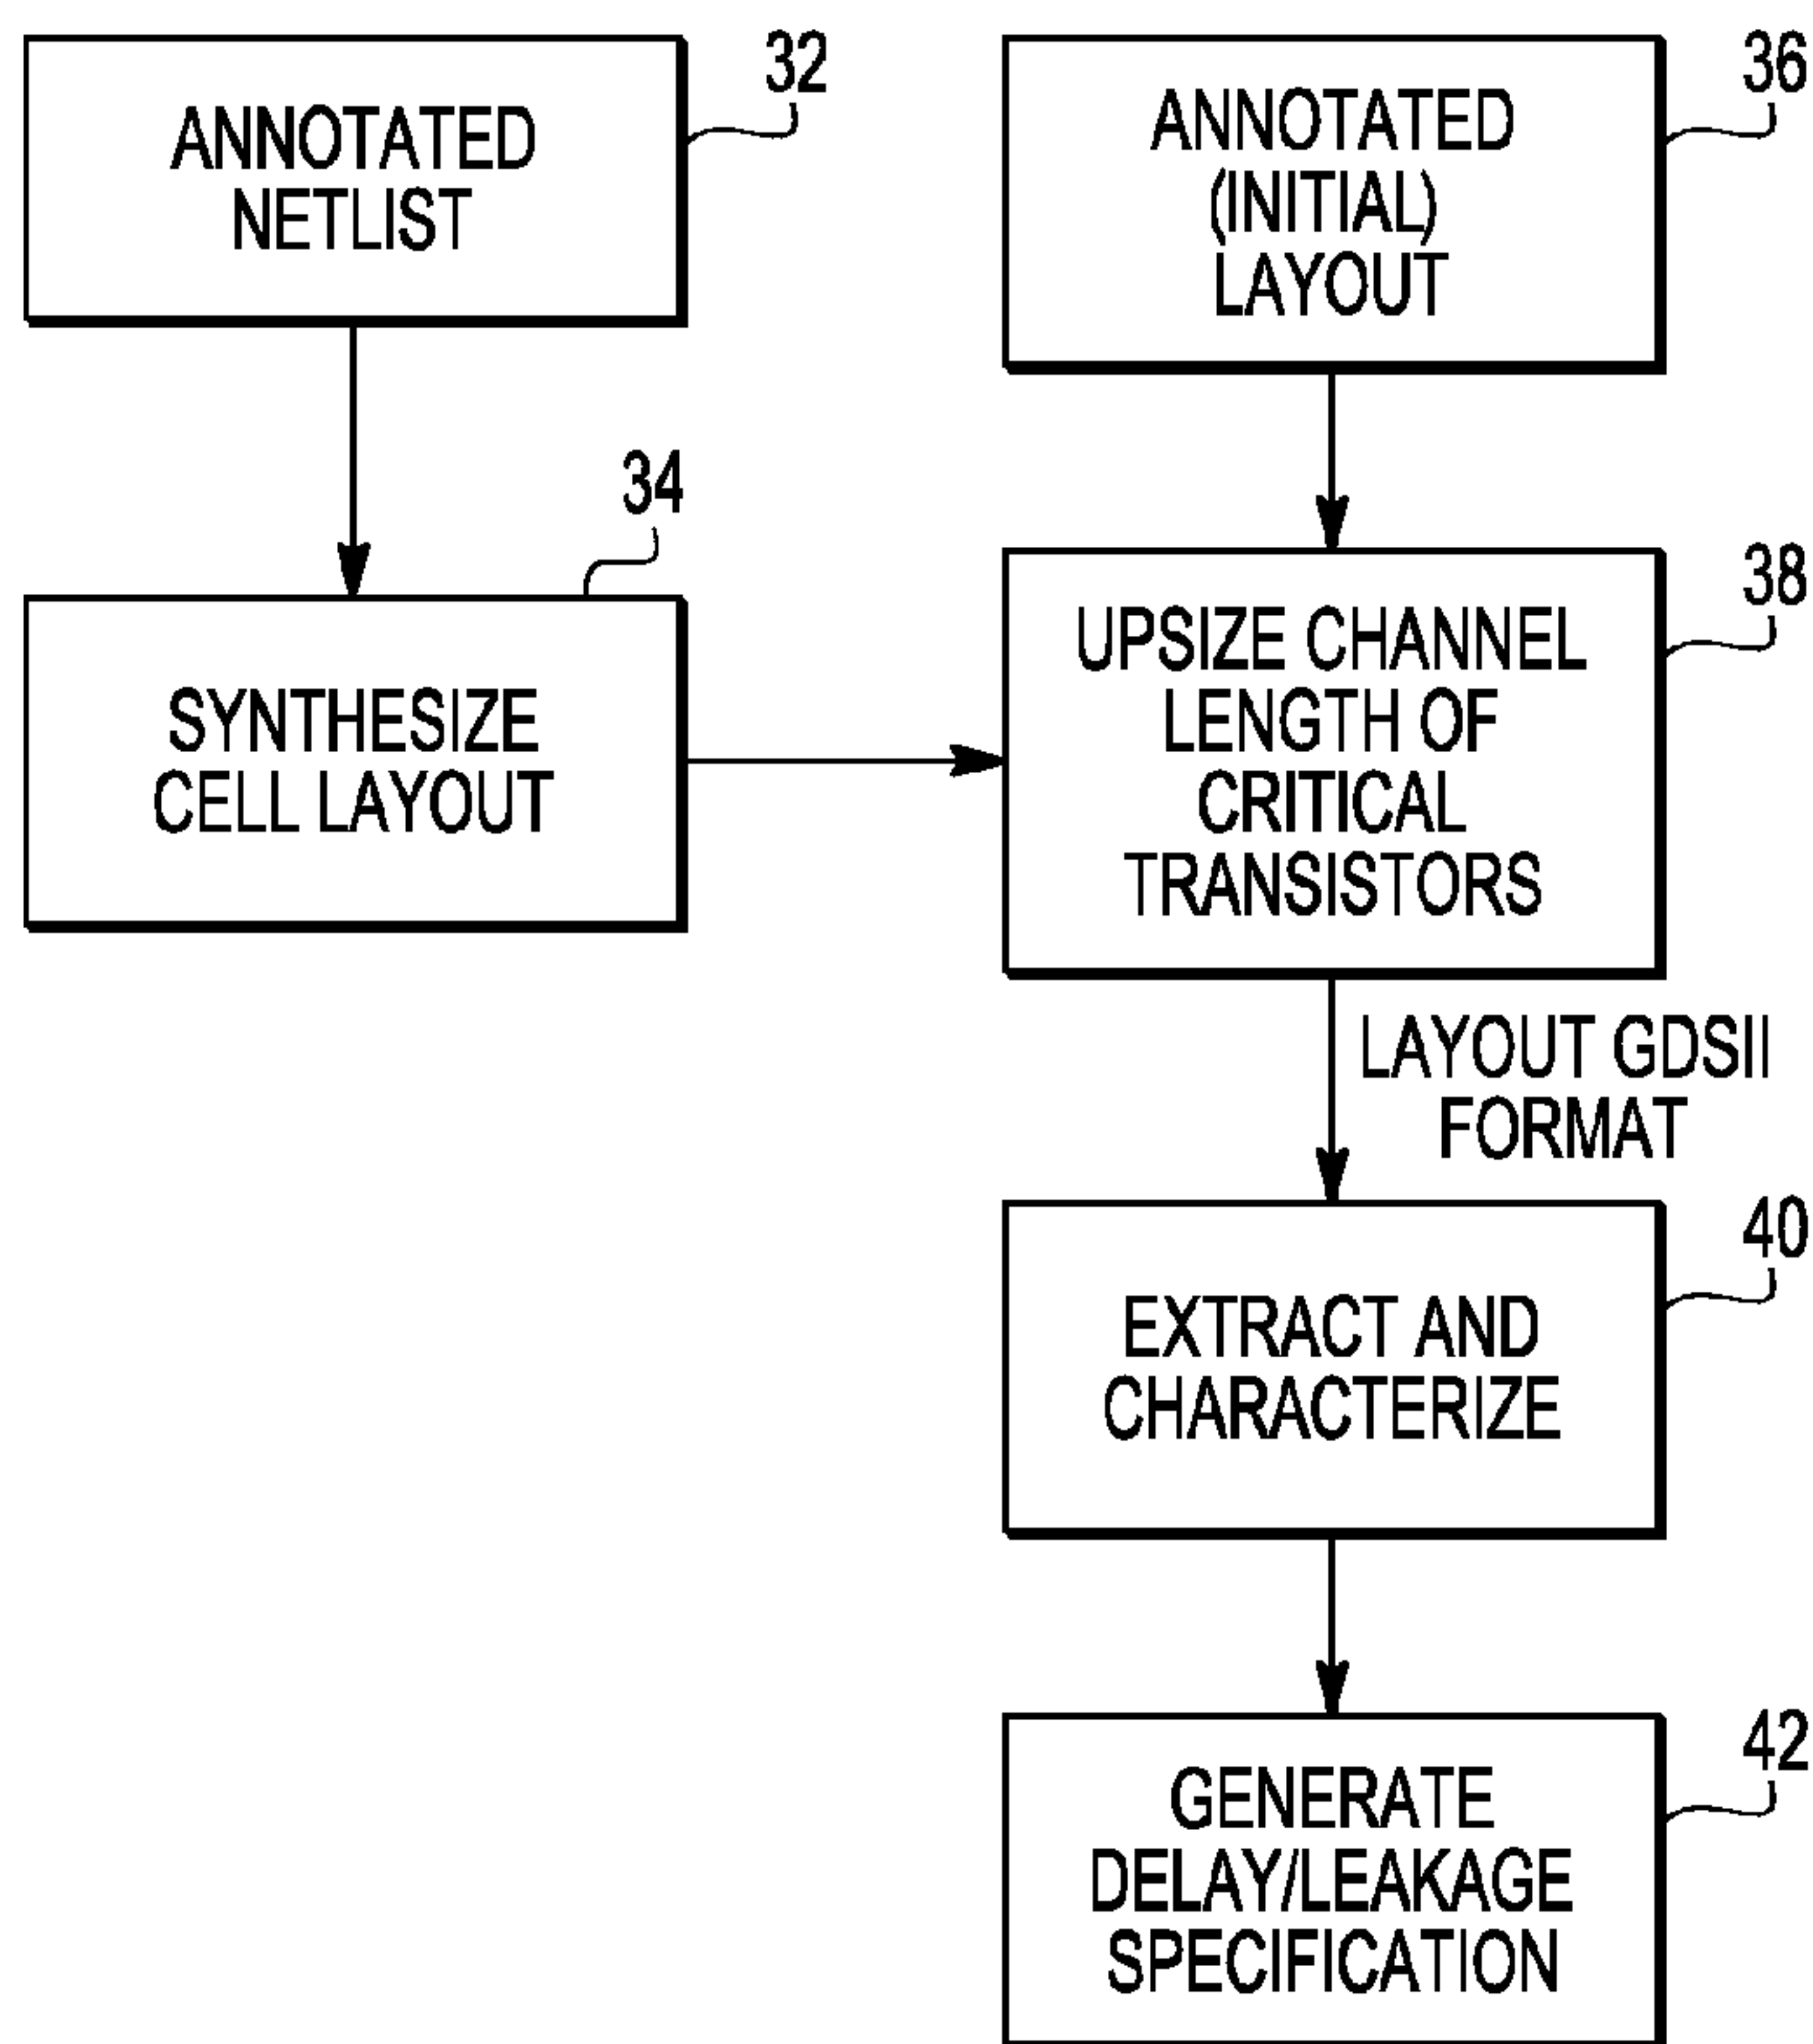 32
ANNOTATED
NETLIST
34
SYNTHESIZE
CELL LAYOUT
36
ANNOTATED
(INITIAL)
LAYOUT
38
UPSIZE CHANNEL
LENGTH OF
CRITICAL
TRANSISTORS
LAYOUT GDSII
FORMAT
40
EXTRACT AND
CHARACTERIZE
42
GENERATE
DELAY/LEAKAGE
SPECIFICATION